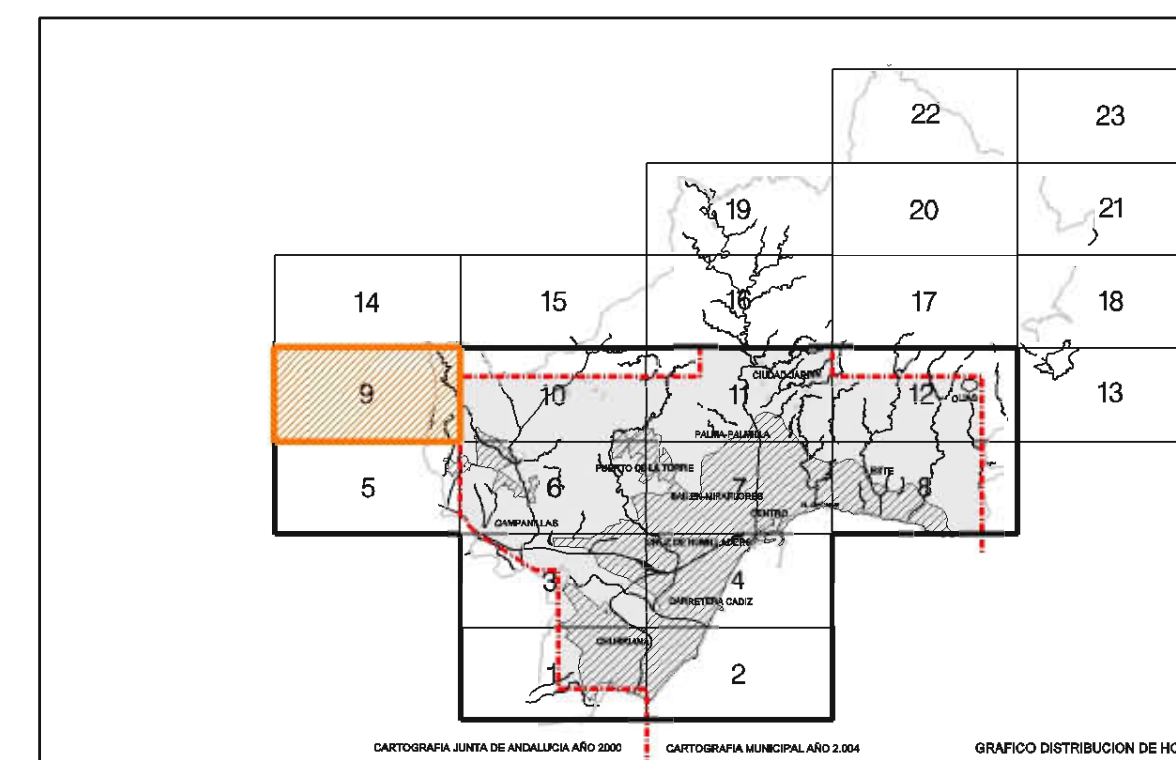 22 23
19 20 21
14 15 16 17 18
CIUDAD JARDIN
9 10 11 12 13
OLIAS
PALMA-PALMILLA
PUERTO DE LA TORRE
ESTE
5 6 7 8
BAILEN-MIRAFLORES
CENTRO
CAMPANILLAS
CRUZ DE HUMILLADERO
3 4
CARRETERA CADIZ
CHURRIANA
1 2
CARTOGRAFIA JUNTA DE ANDALUCIA AÑO 2000 CARTOGRAFIA MUNICIPAL AÑO 2.004 GRAFICO DISTRIBUCION DE HO